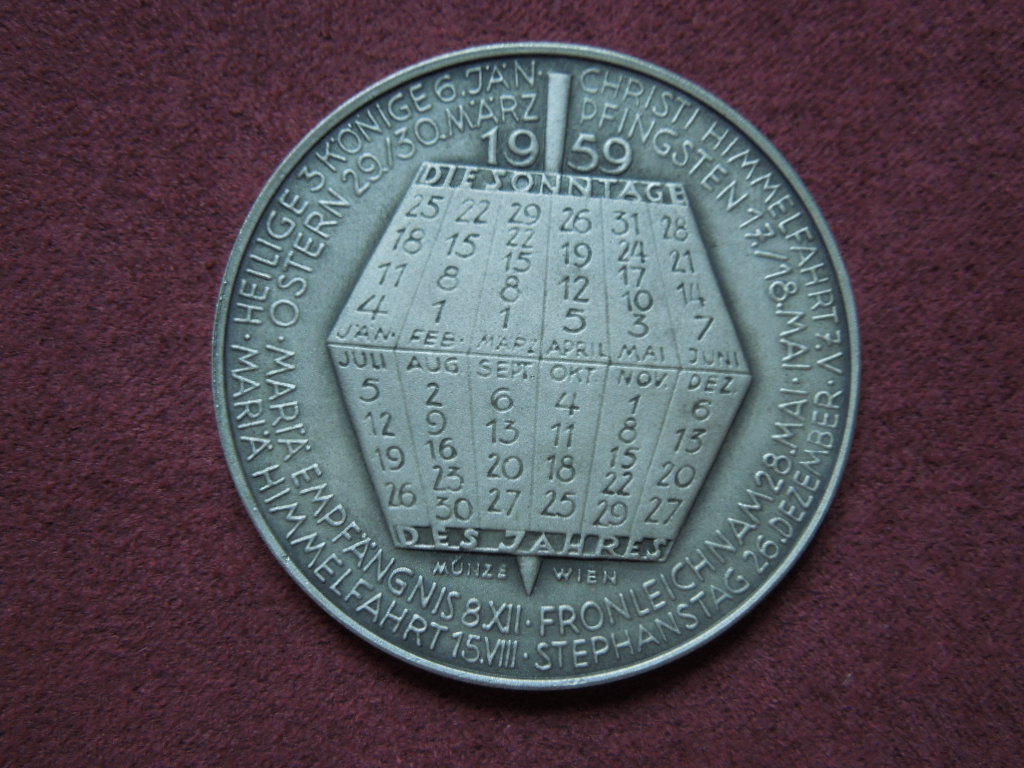 HEILIGE 3 KÖNIGE 6. JÄN. CHRISTI HIMMELFAHRT 7. V.
OSTERN 29./30. MÄRZ PFINGSTEN 17./18. MAI
19 59
DIE SONNTAGE
25 22 29 26 31 28
18 15 22 19 24 21
11 8 15 12 17 14
4 1 8 5 10 7
1 3
JÄN. FEB. MÄRZ APRIL MAI JUNI
JULI AUG SEPT. OKT NOV. DEZ
5 2 6 4 1 6
12 9 13 11 8 13
19 16 20 18 15 20
26 23 27 25 22 27
30 29
DES JAHRES
MÜNZE WIEN
MARIÄ EMPFÄNGNIS 8. XII · FRONLEICHNAM 28. MAI ·
MARIÄ HIMMELFAHRT 15. VIII · STEPHANSTAG 26. DEZEMBER ·